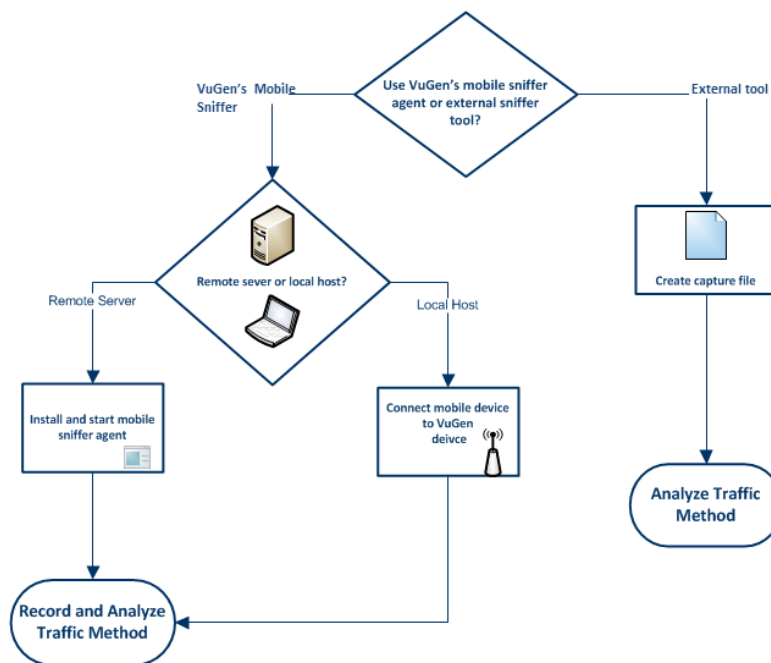 Use VuGen's mobile sniffer
agent or external sniffer
tool?
VuGen's Mobile
Sniffer
External tool
Remote sever or local host?
Remote Server
Local Host
Create capture file
Install and start mobile
sniffer agent
Connect mobile device
to VuGen
deivce
Analyze Traffic
Method
Record and Analyze
Traffic Method